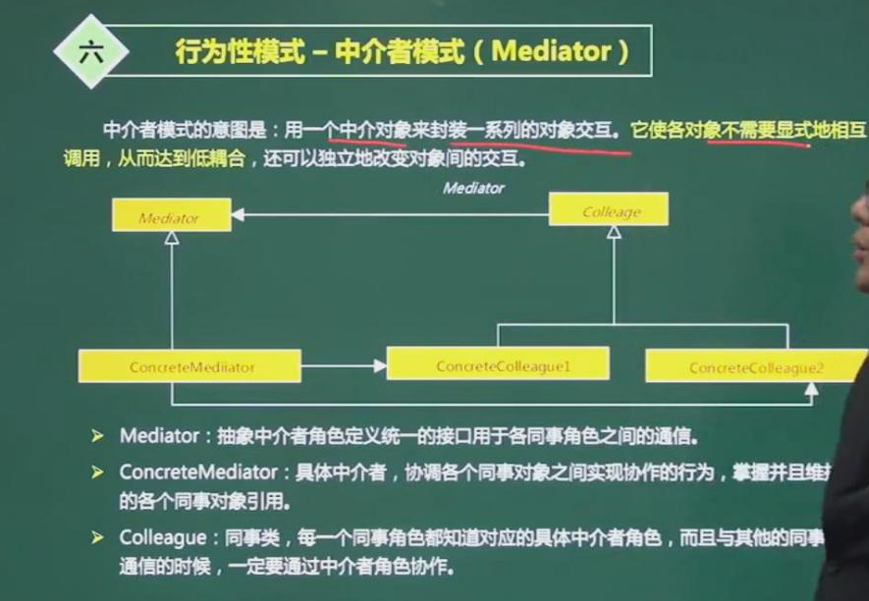 六
行为性模式 – 中介者模式（Mediator）
中介者模式的意图是：用一个中介对象来封装一系列的对象交互。它使各对象不需要显式地相互
调用，从而达到低耦合，还可以独立地改变对象间的交互。
Mediator
Mediator
Colleage
ConcreteMediiator
ConcreteColleague1
ConcreteColleague2
➢ Mediator：抽象中介者角色定义统一的接口用于各同事角色之间的通信。
➢ ConcreteMediator：具体中介者，协调各个同事对象之间实现协作的行为，掌握并且维
的各个同事对象引用。
➢ Colleague：同事类，每一个同事角色都知道对应的具体中介者角色，而且与其他的同事
通信的时候，一定要通过中介者角色协作。